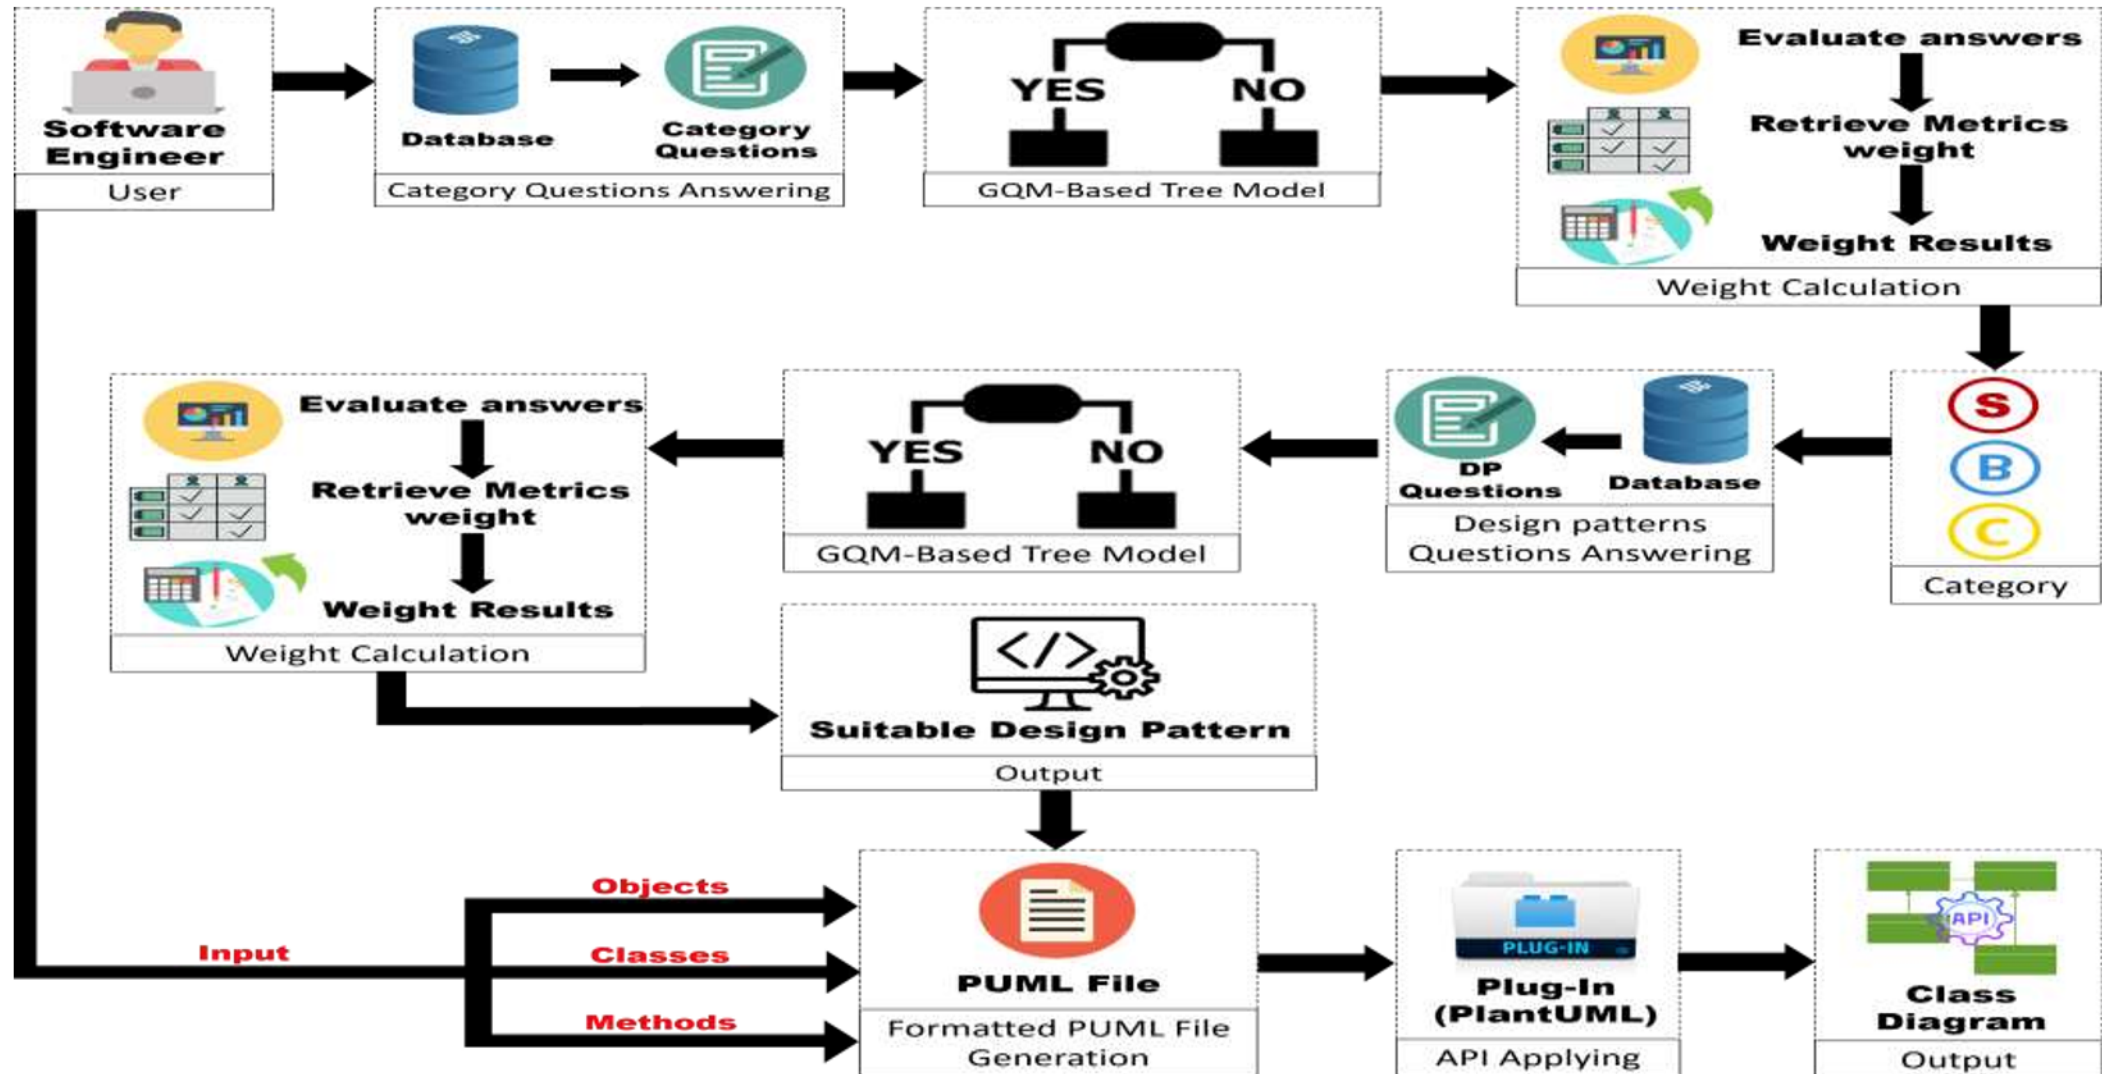 Software
Engineer
User
Database
Category
Questions
Category Questions Answering
YES
NO
GQM-Based Tree Model
Evaluate answers
Retrieve Metrics
weight
Weight Results
Weight Calculation
S
B
C
Category
Database
DP
Questions
Design patterns
Questions Answering
YES
NO
GQM-Based Tree Model
Evaluate answers
Retrieve Metrics
weight
Weight Results
Weight Calculation
</>
Suitable Design Pattern
Output
Input
Objects
Classes
Methods
PUML File
Formatted PUML File
Generation
PLUG-IN
Plug-In
(PlantUML)
API Applying
API
Class
Diagram
Output